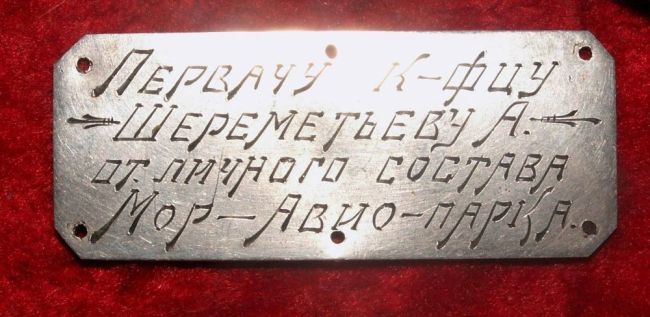 Первачу К-фцу
Шереметьеву А.
от личного состава
Мор-Авио-парка.